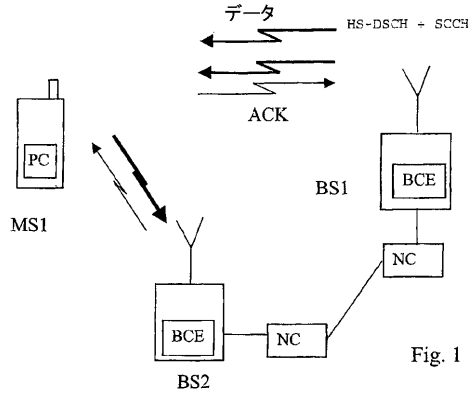 データ
HS-DSCH + SCCH
ACK
PC
MS1
BS1
BCE
NC
BCE
NC
BS2
Fig. 1